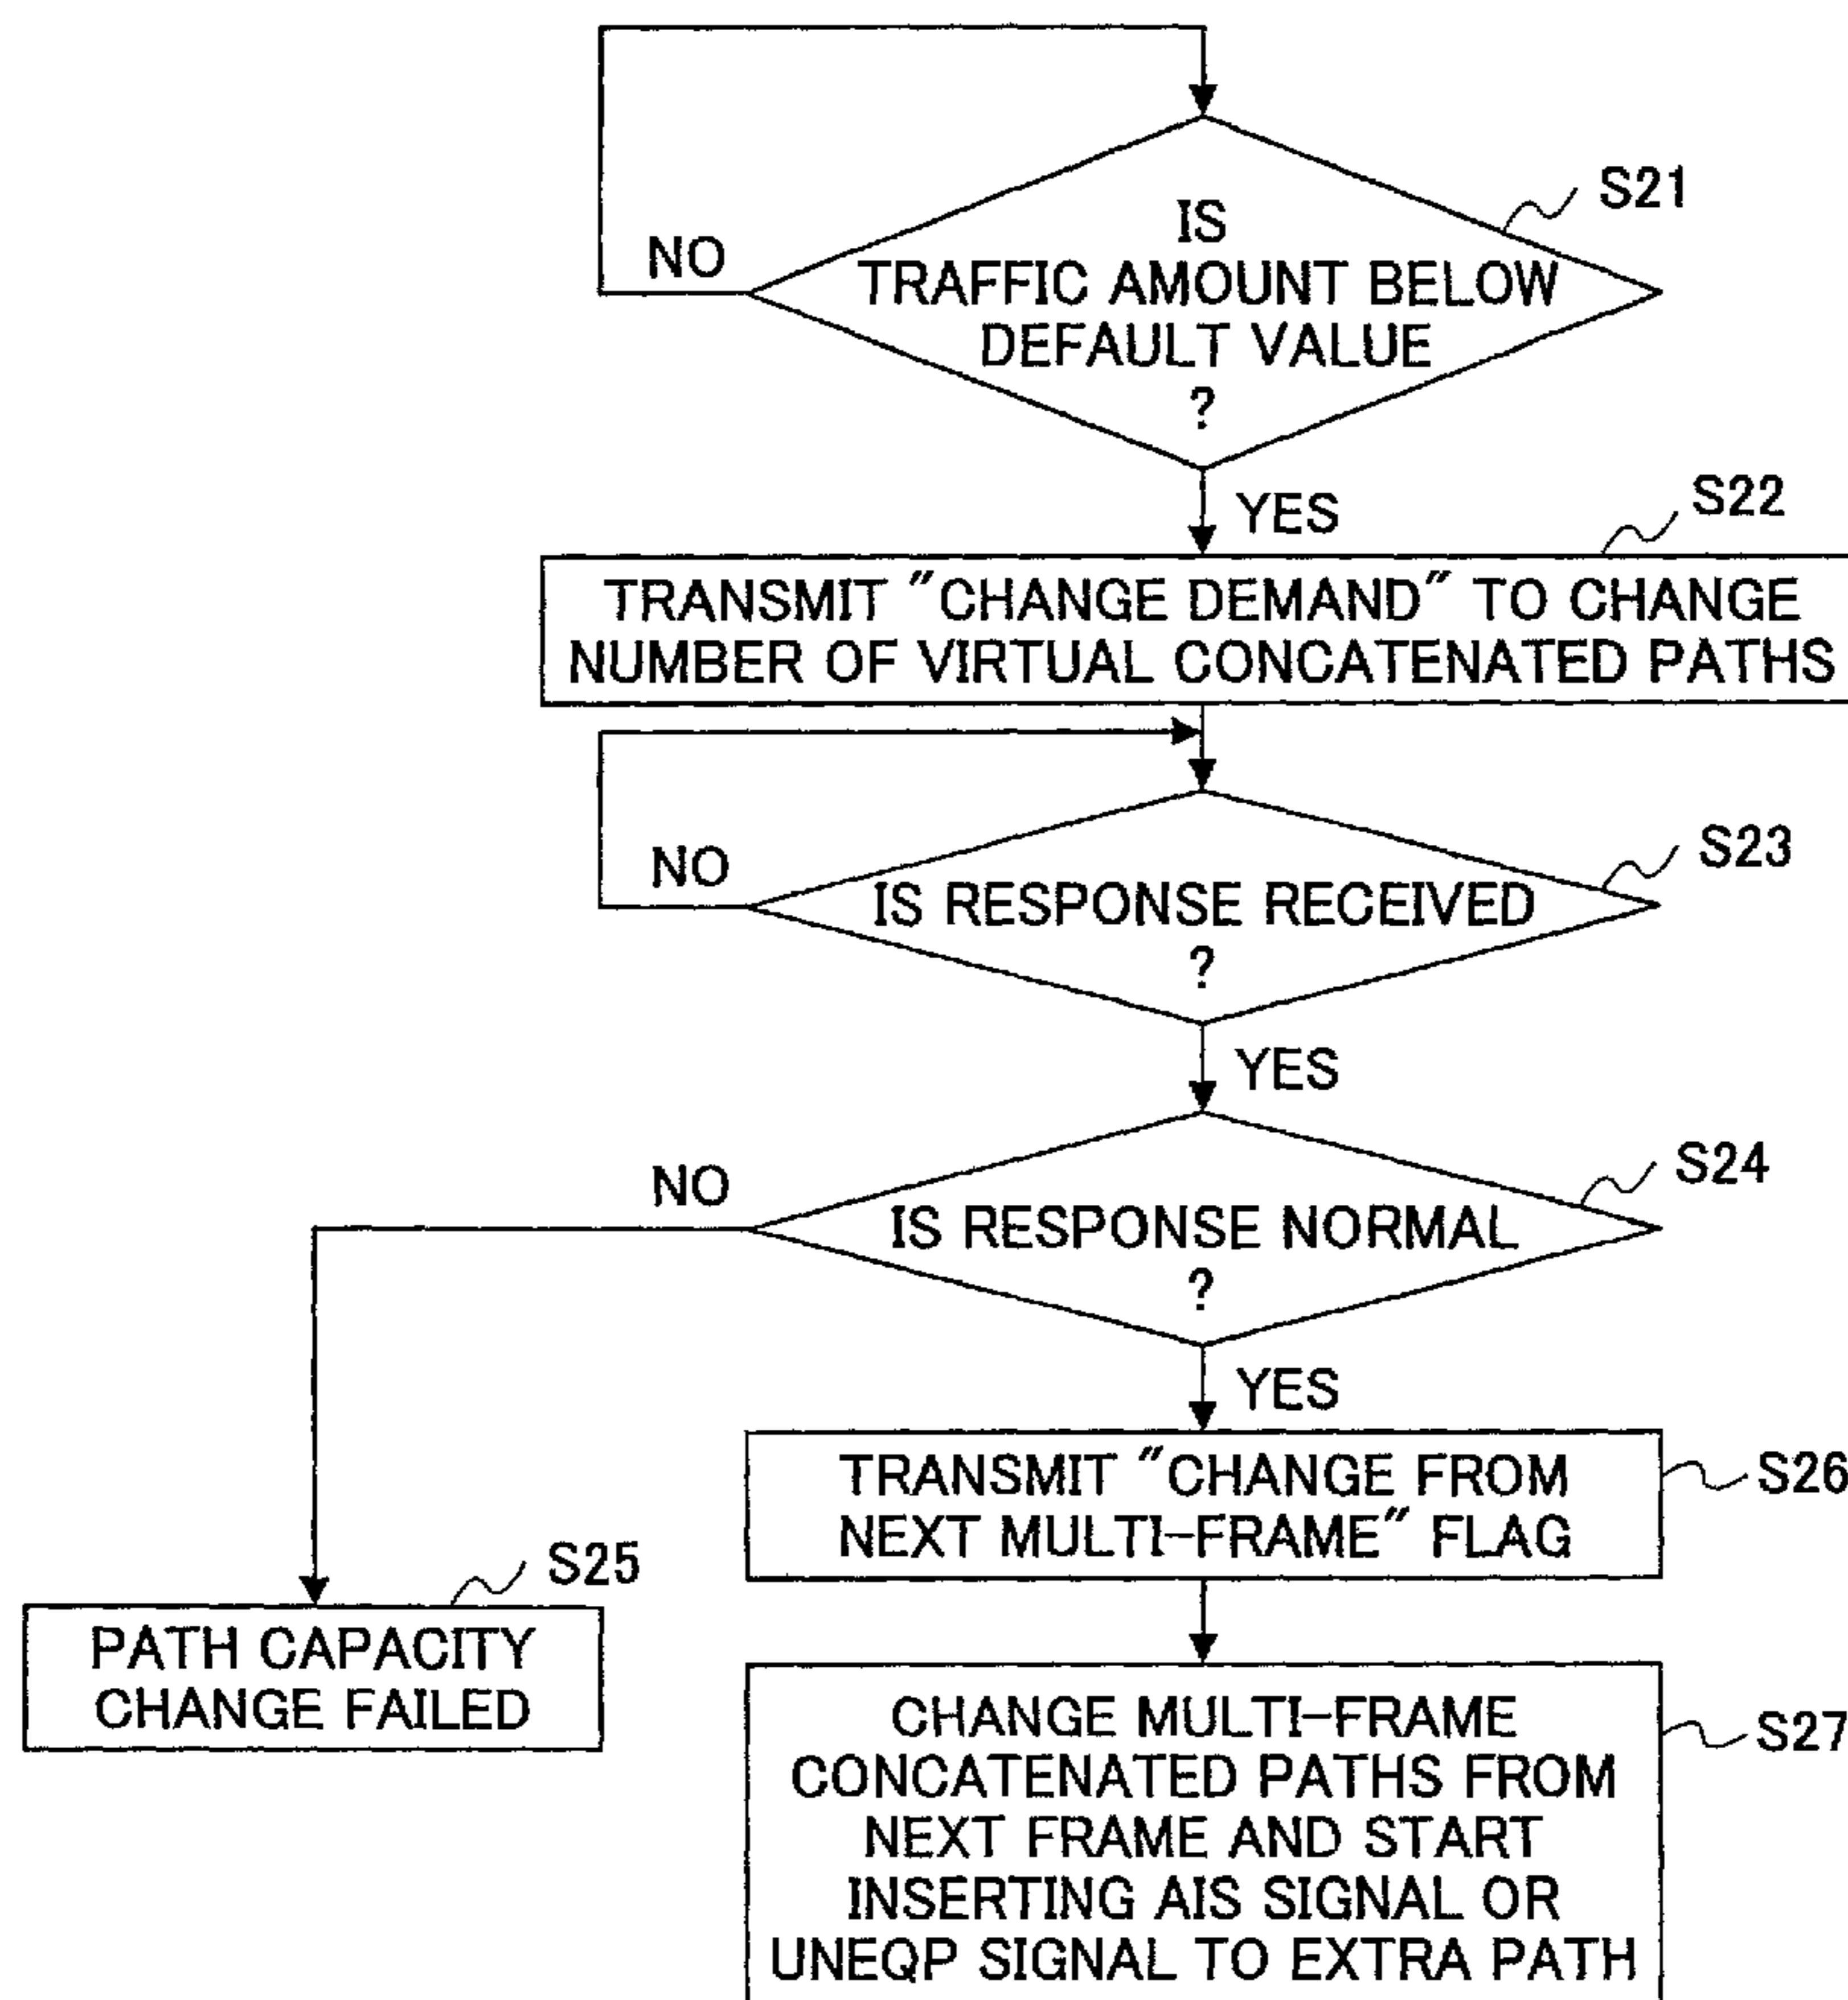 S21
IS
TRAFFIC AMOUNT BELOW
DEFAULT VALUE
?
NO
YES
S22
TRANSMIT "CHANGE DEMAND" TO CHANGE
NUMBER OF VIRTUAL CONCATENATED PATHS
S23
NO
IS RESPONSE RECEIVED
?
YES
S24
NO
IS RESPONSE NORMAL
?
YES
TRANSMIT "CHANGE FROM
NEXT MULTI-FRAME" FLAG
S26
S25
PATH CAPACITY
CHANGE FAILED
CHANGE MULTI-FRAME
CONCATENATED PATHS FROM
NEXT FRAME AND START
INSERTING AIS SIGNAL OR
UNEQP SIGNAL TO EXTRA PATH
S27